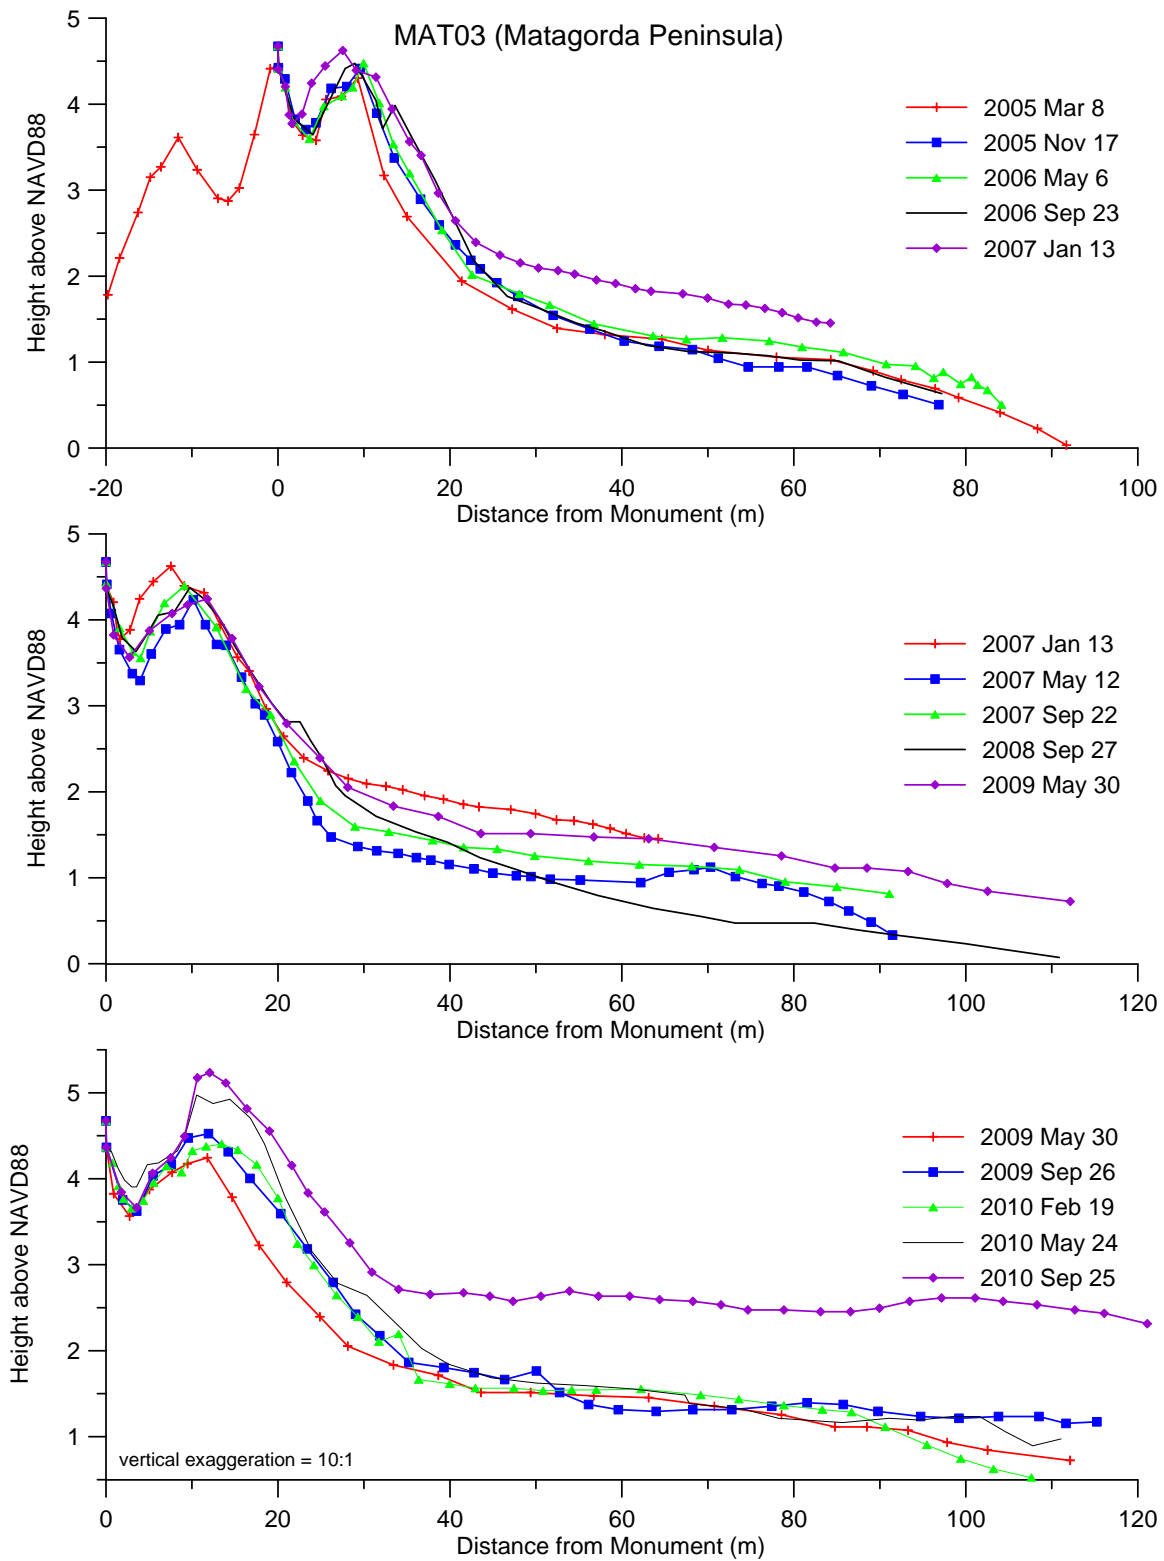 MAT03 (Matagorda Peninsula)
5
4
3
2
1
0
Height above NAVD88
2005 Mar 8
2005 Nov 17
2006 May 6
2006 Sep 23
2007 Jan 13
-20
0
20
40
60
80
100
Distance from Monument (m)
5
4
3
2
1
0
Height above NAVD88
2007 Jan 13
2007 May 12
2007 Sep 22
2008 Sep 27
2009 May 30
0
20
40
60
80
100
120
Distance from Monument (m)
5
4
3
2
1
Height above NAVD88
2009 May 30
2009 Sep 26
2010 Feb 19
2010 May 24
2010 Sep 25
vertical exaggeration = 10:1
0
20
40
60
80
100
120
Distance from Monument (m)